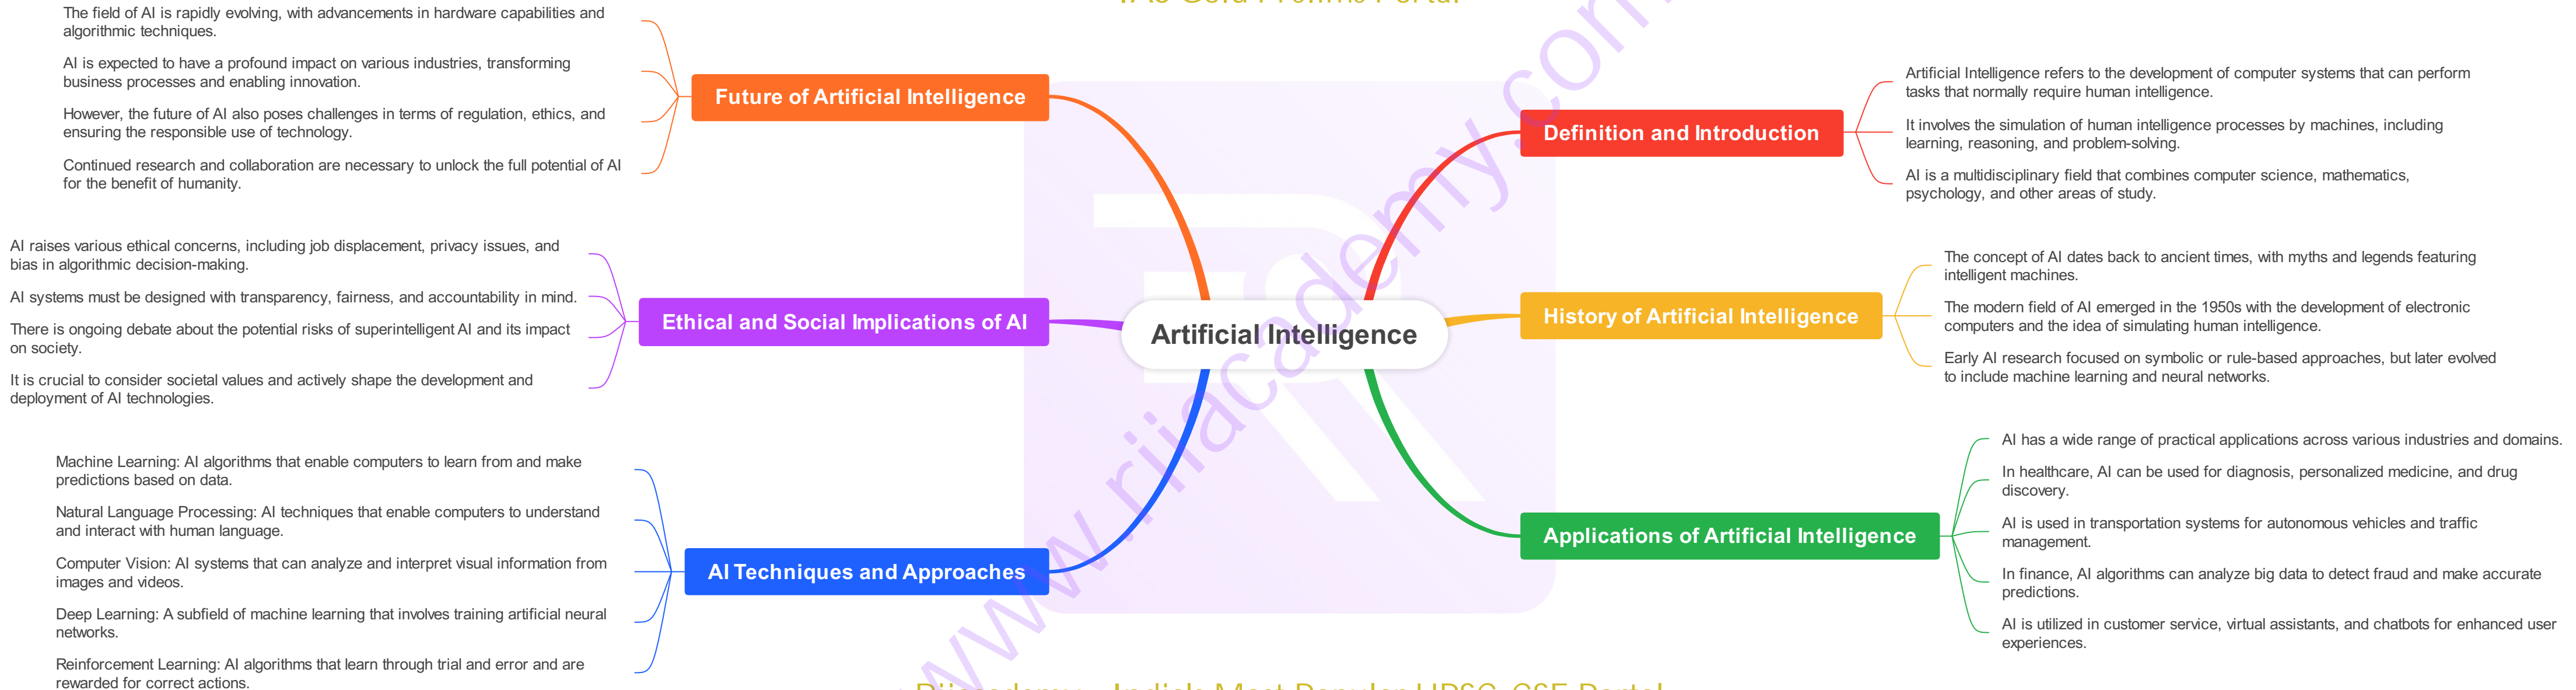 Artificial Intelligence
Definition and Introduction
Artificial Intelligence refers to the development of computer systems that can perform
tasks that normally require human intelligence.
It involves the simulation of human intelligence processes by machines, including
learning, reasoning, and problem-solving.
AI is a multidisciplinary field that combines computer science, mathematics,
psychology, and other areas of study.
History of Artificial Intelligence
The concept of AI dates back to ancient times, with myths and legends featuring
intelligent machines.
The modern field of AI emerged in the 1950s with the development of electronic
computers and the idea of simulating human intelligence.
Early AI research focused on symbolic or rule-based approaches, but later evolved
to include machine learning and neural networks.
Applications of Artificial Intelligence
AI has a wide range of practical applications across various industries and domains.
In healthcare, AI can be used for diagnosis, personalized medicine, and drug
discovery.
AI is used in transportation systems for autonomous vehicles and traffic
management.
In finance, AI algorithms can analyze big data to detect fraud and make accurate
predictions.
AI is utilized in customer service, virtual assistants, and chatbots for enhanced user
experiences.
AI Techniques and Approaches
Machine Learning: AI algorithms that enable computers to learn from and make
predictions based on data.
Natural Language Processing: AI techniques that enable computers to understand
and interact with human language.
Computer Vision: AI systems that can analyze and interpret visual information from
images and videos.
Deep Learning: A subfield of machine learning that involves training artificial neural
networks.
Reinforcement Learning: AI algorithms that learn through trial and error and are
rewarded for correct actions.
Ethical and Social Implications of AI
AI raises various ethical concerns, including job displacement, privacy issues, and
bias in algorithmic decision-making.
AI systems must be designed with transparency, fairness, and accountability in mind.
There is ongoing debate about the potential risks of superintelligent AI and its impact
on society.
It is crucial to consider societal values and actively shape the development and
deployment of AI technologies.
Future of Artificial Intelligence
The field of AI is rapidly evolving, with advancements in hardware capabilities and
algorithmic techniques.
AI is expected to have a profound impact on various industries, transforming
business processes and enabling innovation.
However, the future of AI also poses challenges in terms of regulation, ethics, and
ensuring the responsible use of technology.
Continued research and collaboration are necessary to unlock the full potential of AI
for the benefit of humanity.
www.rijacademy.com